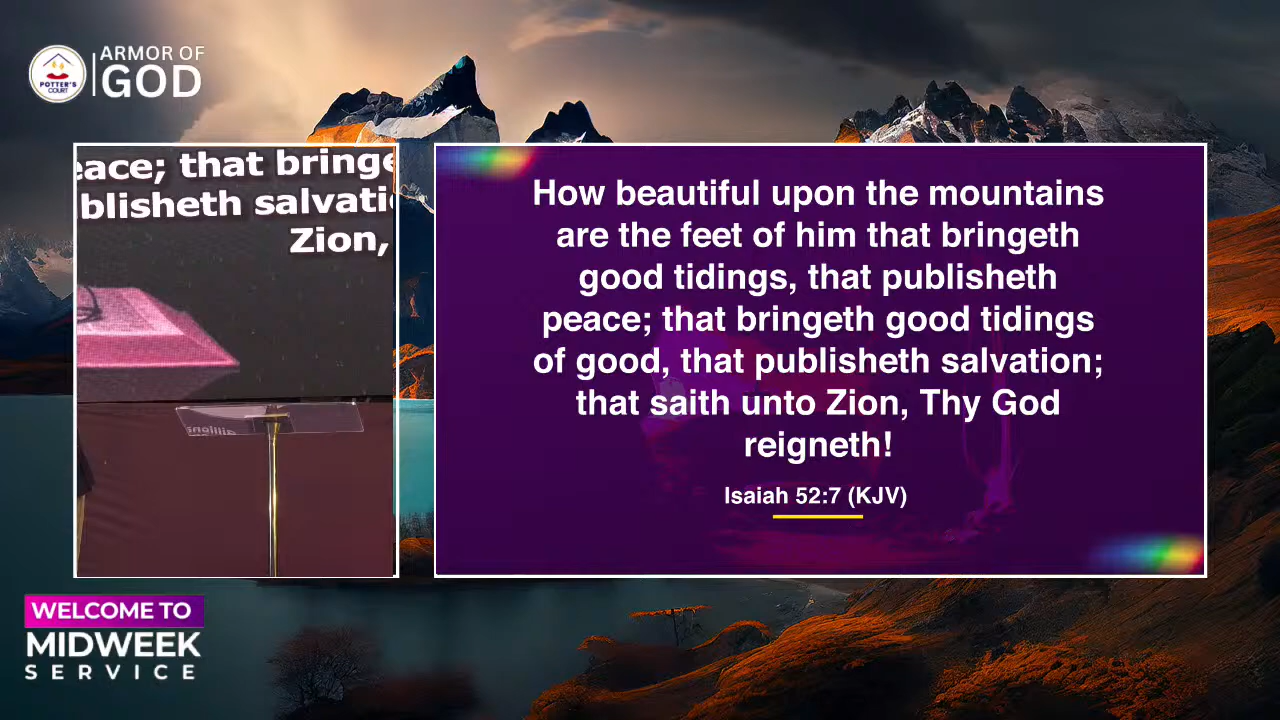 POTTER'S
COURT
ARMOR OF
GOD
eace; that bringe
blisheth salvati
Zion,
How beautiful upon the mountains
are the feet of him that bringeth
good tidings, that publisheth
peace; that bringeth good tidings
of good, that publisheth salvation;
that saith unto Zion, Thy God
reigneth!
Isaiah 52:7 (KJV)
WELCOME TO
MIDWEEK
SERVICE